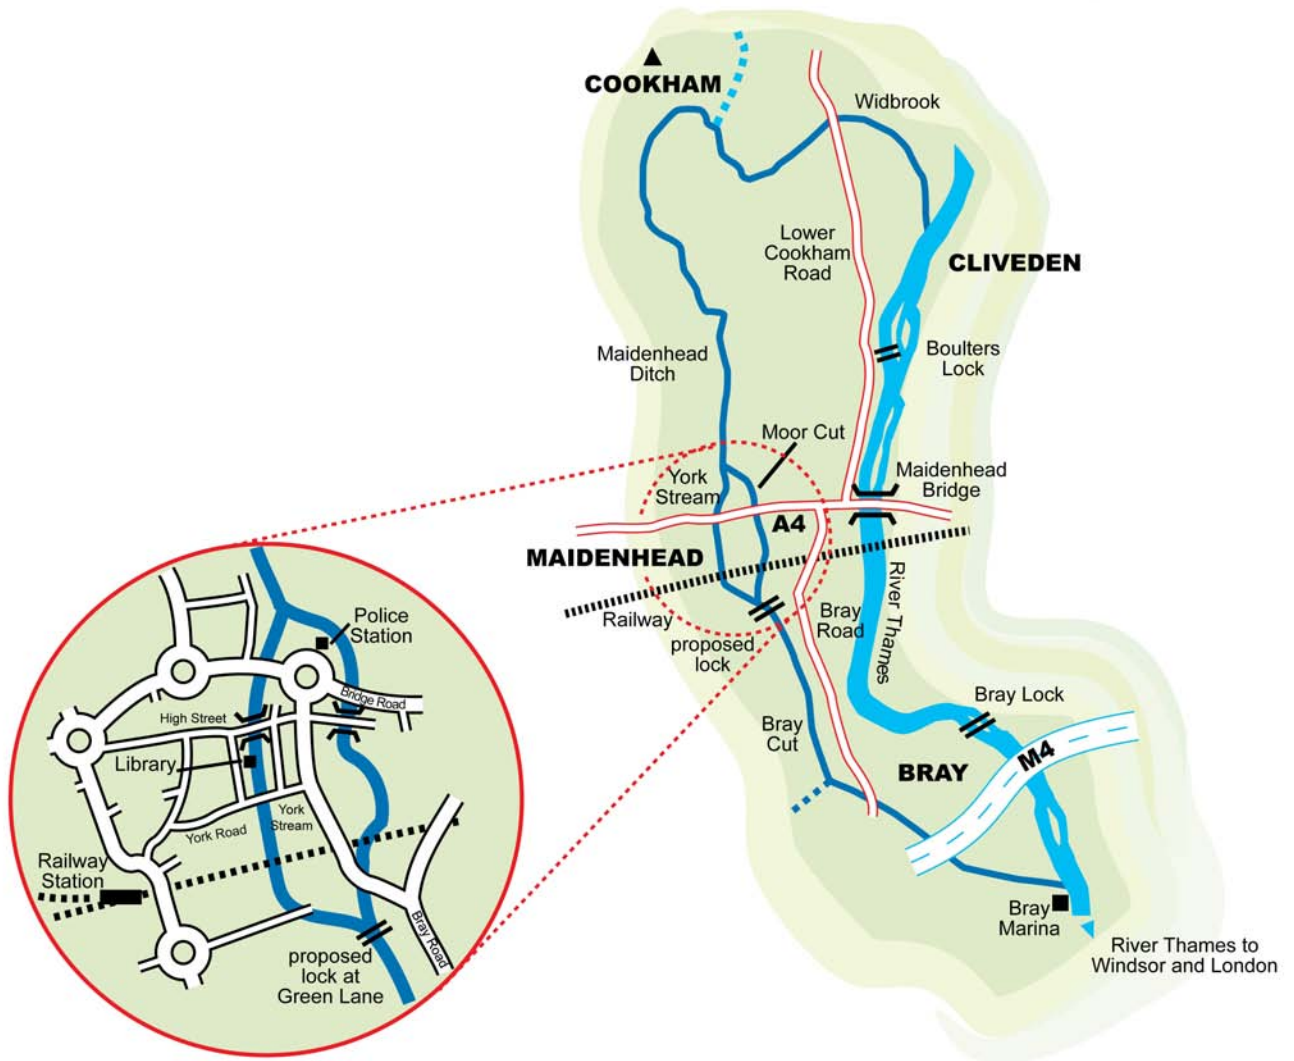 COOKHAM
Widbrook
Lower
Cookham
Road
CLIVEDEN
Maidenhead
Ditch
Boulters
Lock
Moor Cut
York
Stream
Maidenhead
Bridge
A4
MAIDENHEAD
Railway
proposed
lock
Bray
Road
River Thames
Bray Lock
Bray
Cut
BRAY
M4
Bray
Marina
River Thames to
Windsor and London
Police
Station
Bridge Road
High Street
Library
York
Stream
York Road
Railway
Station
Bray Road
proposed
lock at
Green Lane